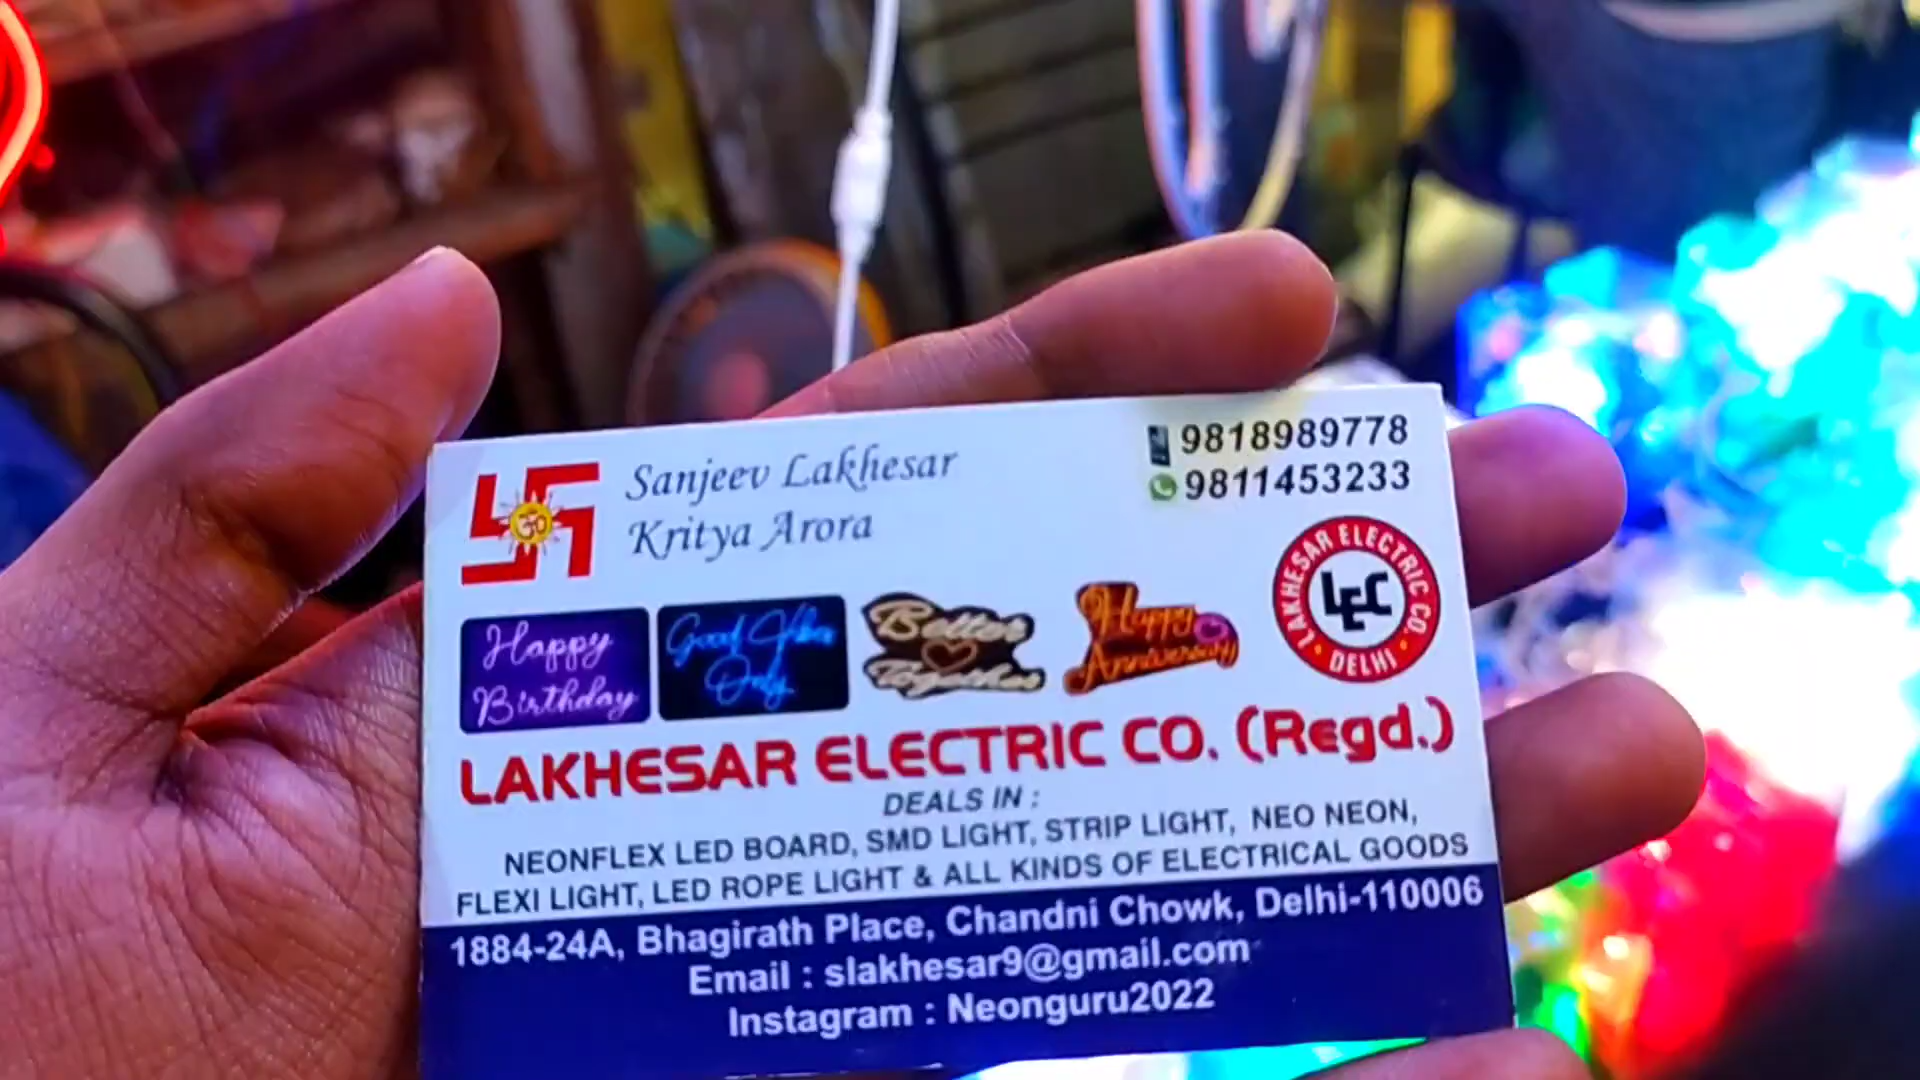 Sanjeev Lakhesar
Kritya Arora
9818989778
9811453233
ॐ
Happy
Birthday
Good Vibes
Only
Better
Together
Happy
Anniversary
LAKHESAR ELECTRIC CO.
LEC
• DELHI •
LAKHESAR ELECTRIC CO. (Regd.)
DEALS IN :
NEONFLEX LED BOARD, SMD LIGHT, STRIP LIGHT, NEO NEON,
FLEXI LIGHT, LED ROPE LIGHT & ALL KINDS OF ELECTRICAL GOODS
1884-24A, Bhagirath Place, Chandni Chowk, Delhi-110006
Email : slakhesar9@gmail.com
Instagram : Neonguru2022